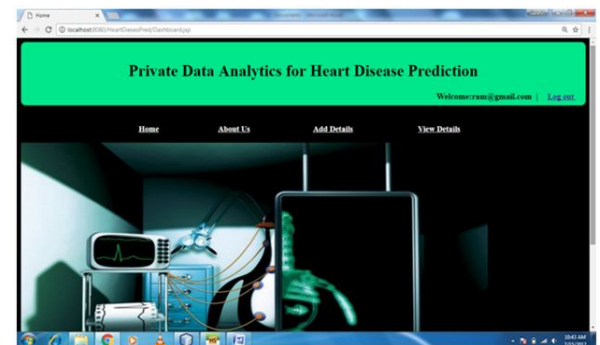 Home
localhost:8080/HeartDiseasePred/Dashboard.jsp
Private Data Analytics for Heart Disease Prediction
Welcome:ram@gmail.com | Log out
Home About Us Add Details View Details
10:43 AM